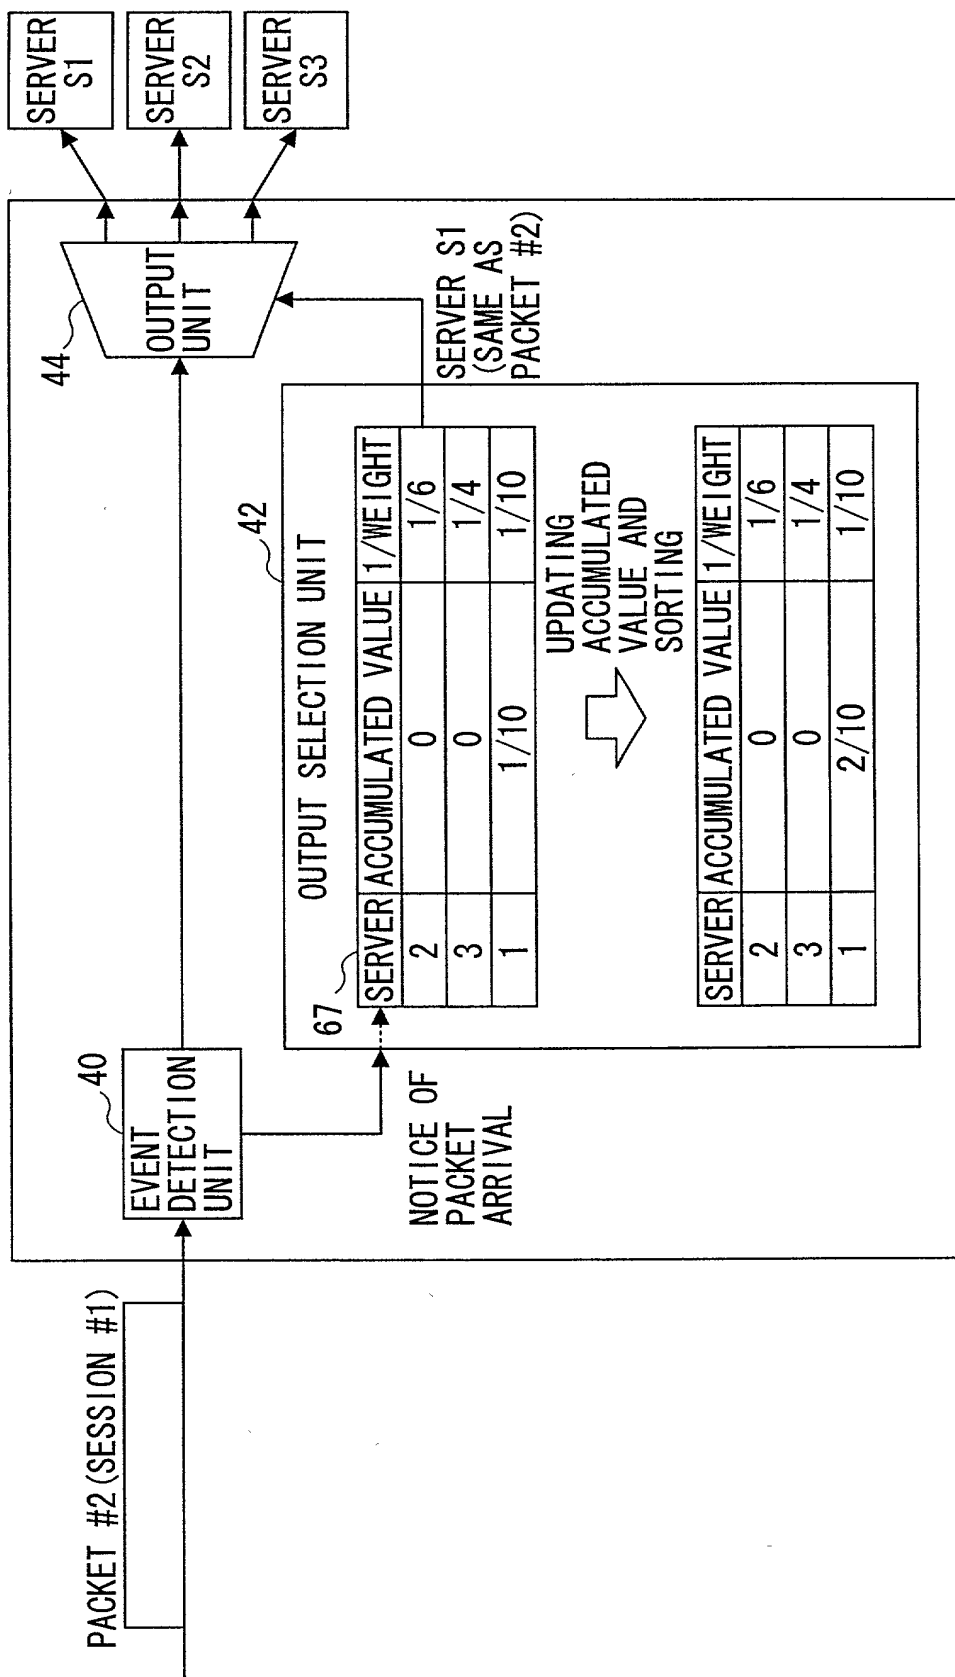 PACKET #2(SESSION #1)
40
EVENT
DETECTION
UNIT
NOTICE OF
PACKET
ARRIVAL
42
OUTPUT SELECTION UNIT
67
SERVER ACCUMULATED VALUE 1/WEIGHT
2 0 1/6
3 0 1/4
1 1/10 1/10
UPDATING
ACCUMULATED
VALUE AND
SORTING
SERVER ACCUMULATED VALUE 1/WEIGHT
2 0 1/6
3 0 1/4
1 2/10 1/10
44
OUTPUT
UNIT
SERVER S1
(SAME AS
PACKET #2)
SERVER
S1
SERVER
S2
SERVER
S3